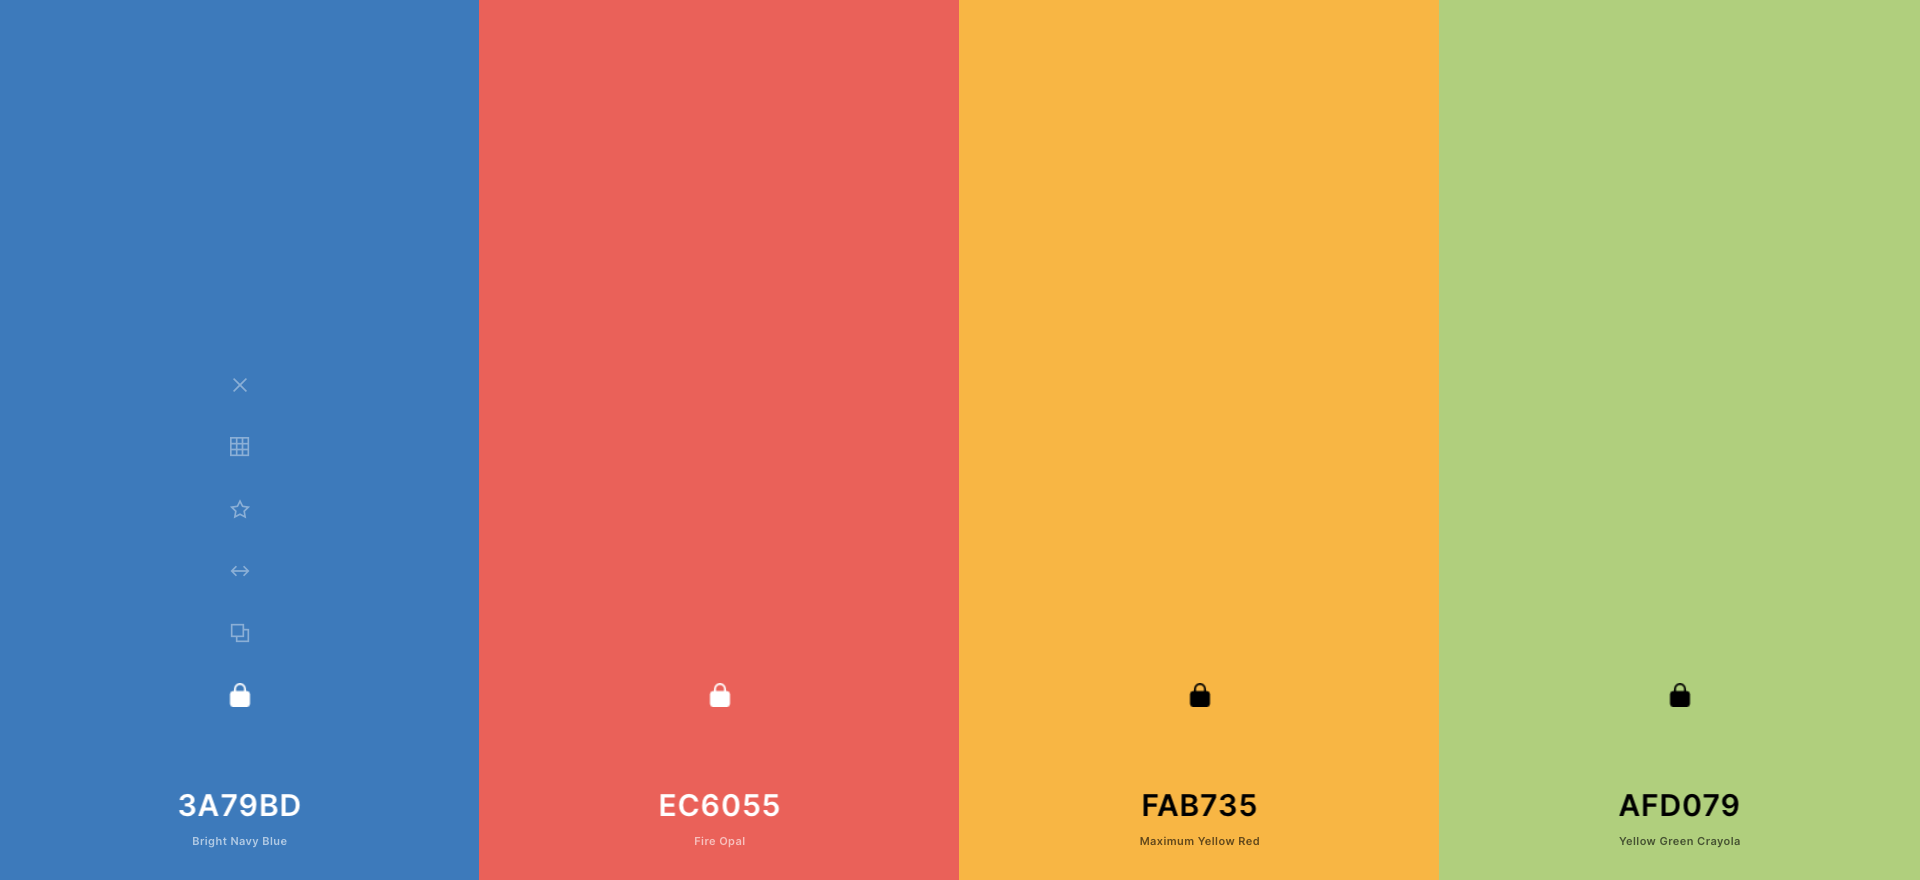 3A79BD
Bright Navy Blue
EC6055
Fire Opal
FAB735
Maximum Yellow Red
AFD079
Yellow Green Crayola